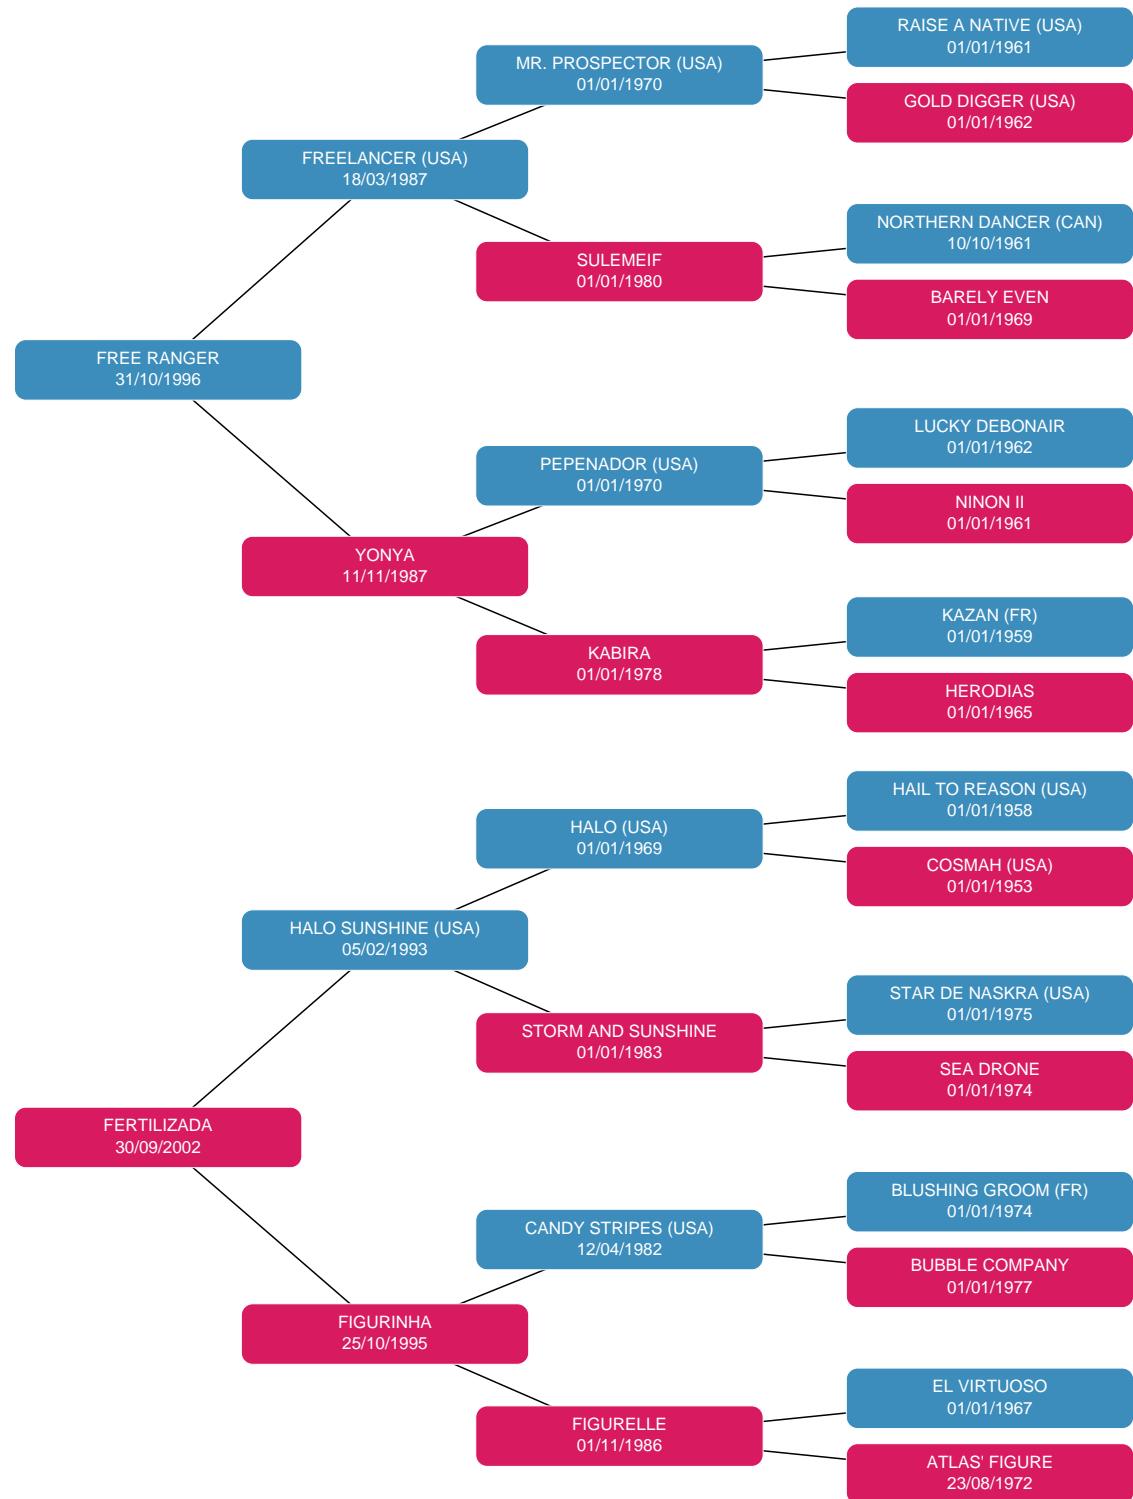 RAISE A NATIVE (USA)
01/01/1961
MR. PROSPECTOR (USA)
01/01/1970
GOLD DIGGER (USA)
01/01/1962
FREELANCER (USA)
18/03/1987
NORTHERN DANCER (CAN)
10/10/1961
SULEMEIF
01/01/1980
BARELY EVEN
01/01/1969
FREE RANGER
31/10/1996
LUCKY DEBONAIR
01/01/1962
PEPENADOR (USA)
01/01/1970
NINON II
01/01/1961
YONYA
11/11/1987
KAZAN (FR)
01/01/1959
KABIRA
01/01/1978
HERODIAS
01/01/1965
HAIL TO REASON (USA)
01/01/1958
HALO (USA)
01/01/1969
COSMAH (USA)
01/01/1953
HALO SUNSHINE (USA)
05/02/1993
STAR DE NASKRA (USA)
01/01/1975
STORM AND SUNSHINE
01/01/1983
SEA DRONE
01/01/1974
FERTILIZADA
30/09/2002
BLUSHING GROOM (FR)
01/01/1974
CANDY STRIPES (USA)
12/04/1982
BUBBLE COMPANY
01/01/1977
FIGURINHA
25/10/1995
EL VIRTUOSO
01/01/1967
FIGURELLE
01/11/1986
ATLAS' FIGURE
23/08/1972